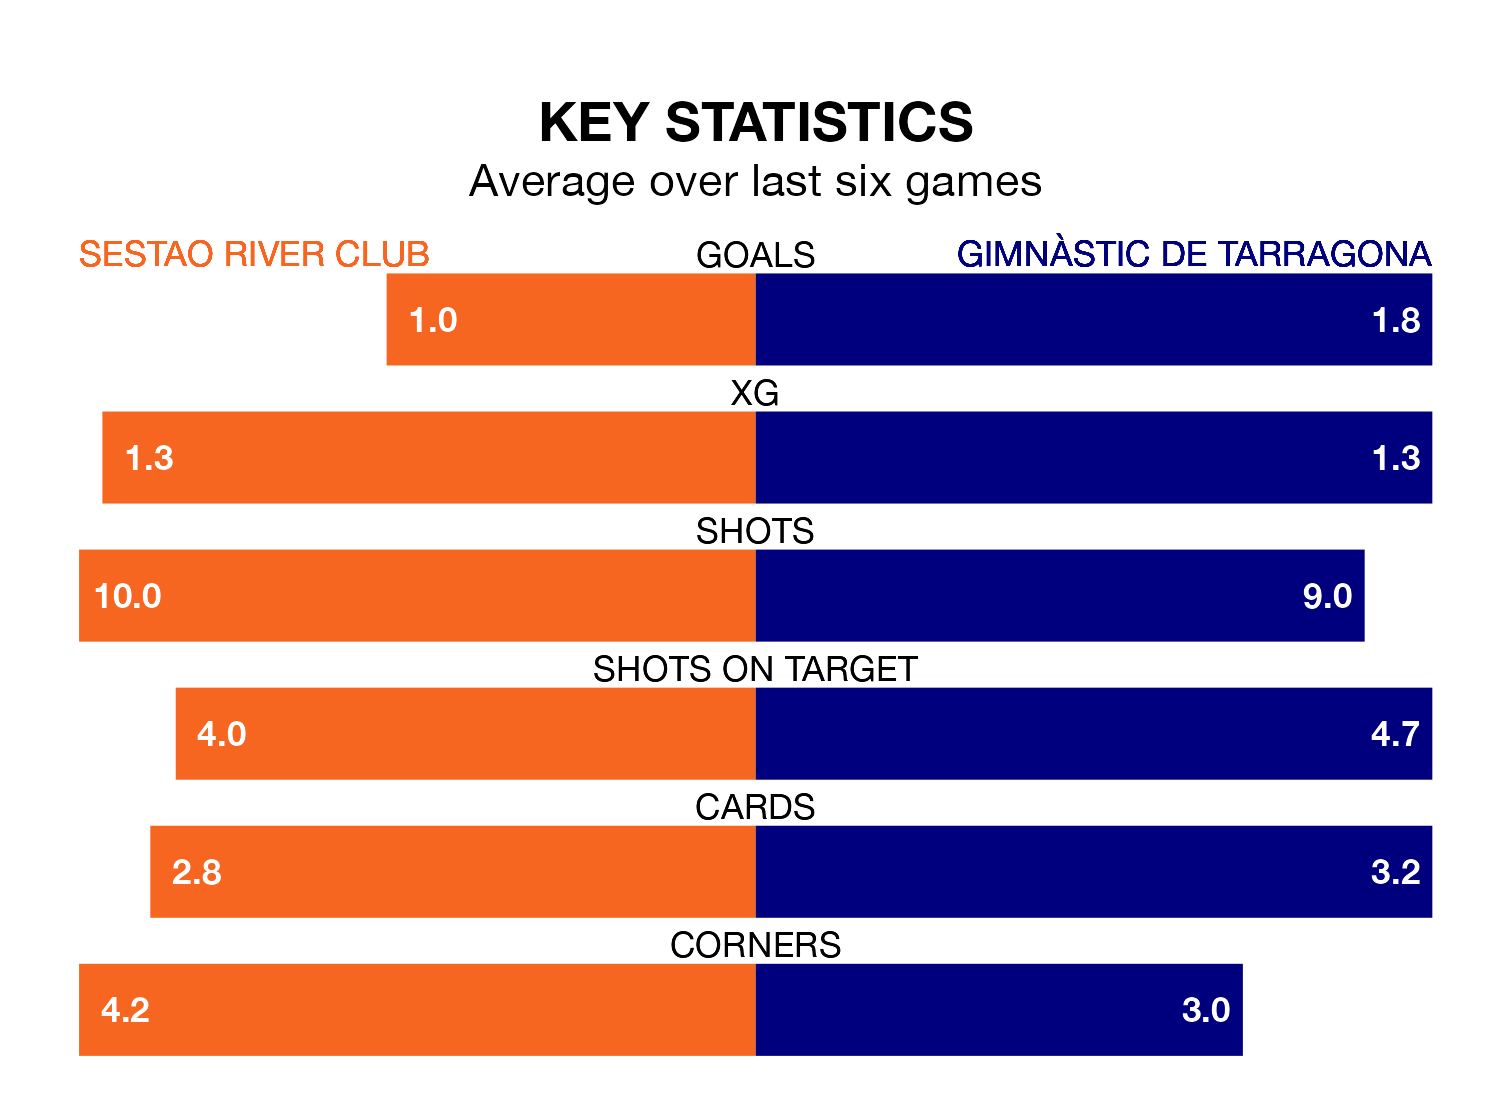 KEY STATISTICS
Average over last six games
SESTAO RIVER CLUB GOALS GIMNÀSTIC DE TARRAGONA
1.0 1.8
XG
1.3 1.3
SHOTS
10.0 9.0
SHOTS ON TARGET
4.0 4.7
CARDS
2.8 3.2
CORNERS
4.2 3.0